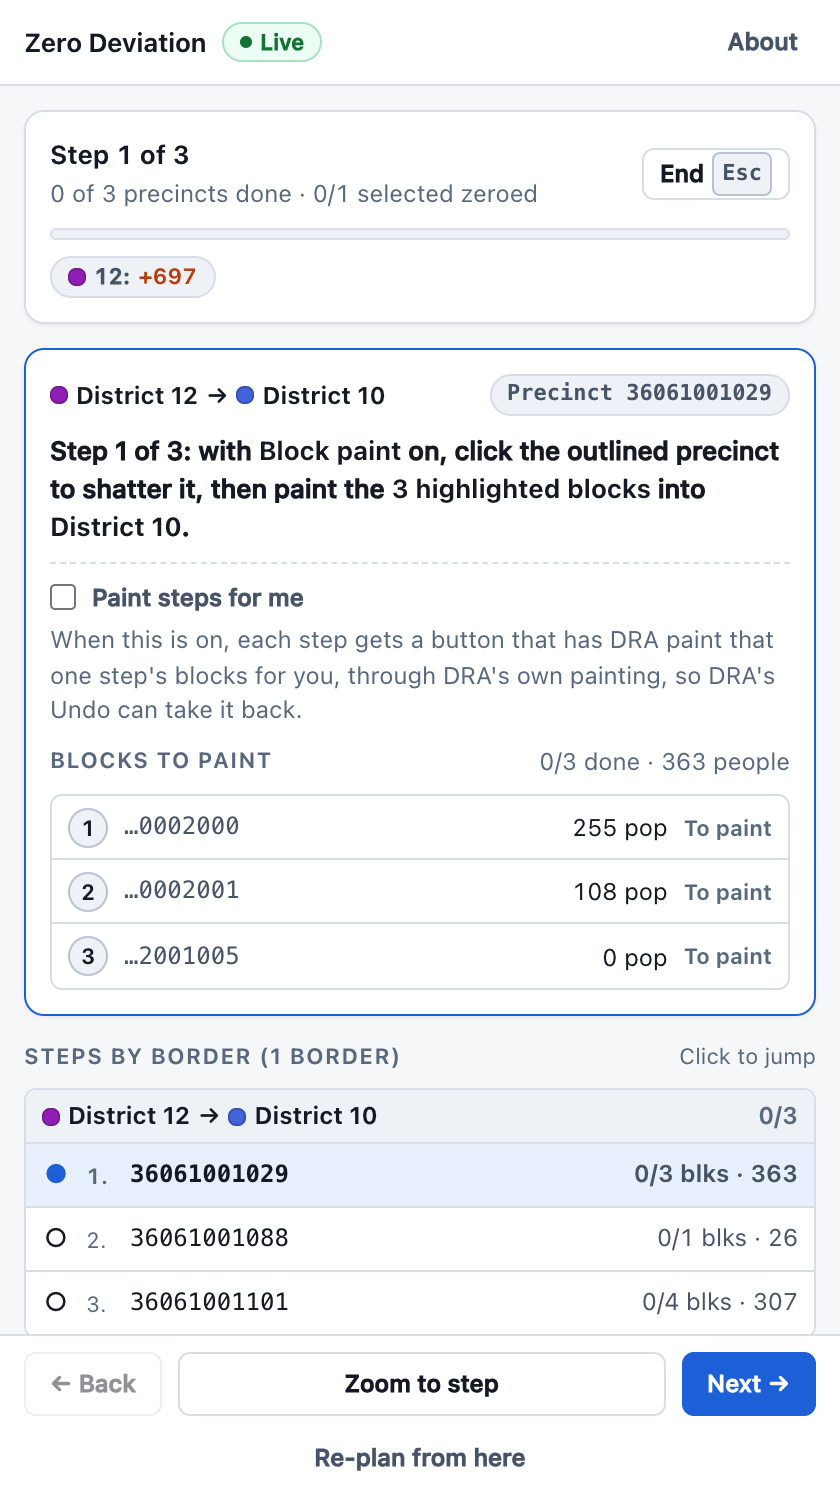 Zero Deviation Live About
Step 1 of 3
0 of 3 precincts done · 0/1 selected zeroed
End Esc
12: +697
District 12 → District 10 Precinct 36061001029
Step 1 of 3: with Block paint on, click the outlined precinct
to shatter it, then paint the 3 highlighted blocks into
District 10.
Paint steps for me
When this is on, each step gets a button that has DRA paint that
one step's blocks for you, through DRA's own painting, so DRA's
Undo can take it back.
BLOCKS TO PAINT 0/3 done · 363 people
1 …0002000 255 pop To paint
2 …0002001 108 pop To paint
3 …2001005 0 pop To paint
STEPS BY BORDER (1 BORDER) Click to jump
District 12 → District 10 0/3
1. 36061001029 0/3 blks · 363
2. 36061001088 0/1 blks · 26
3. 36061001101 0/4 blks · 307
← Back Zoom to step Next →
Re-plan from here